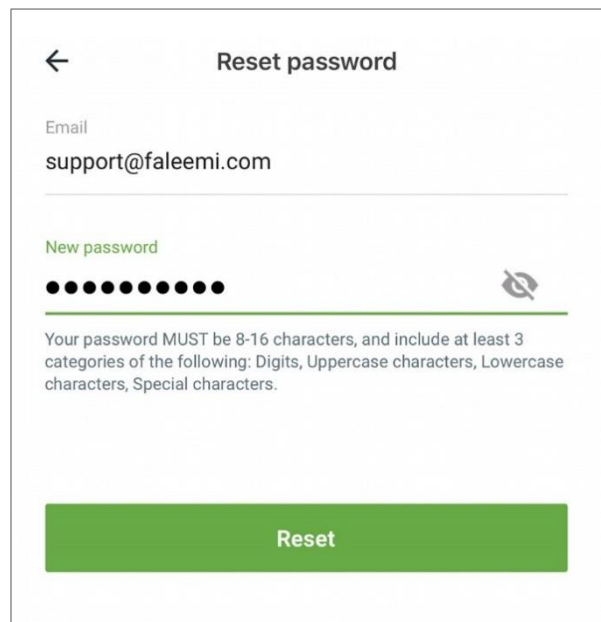 Reset password
Email
support@faleemi.com
New password
●●●●●●●●●●
Your password MUST be 8-16 characters, and include at least 3
categories of the following: Digits, Uppercase characters, Lowercase
characters, Special characters.
Reset